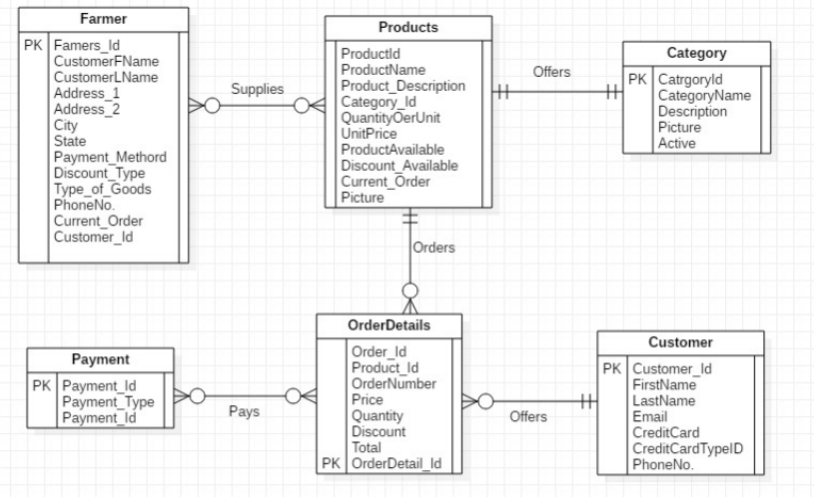 Farmer
PK Famers_Id
CustomerFName
CustomerLName
Address_1
Address_2
City
State
Payment_Methord
Discount_Type
Type_of_Goods
PhoneNo.
Current_Order
Customer_Id
Supplies
Products
ProductId
ProductName
Product_Description
Category_Id
QuantityOerUnit
UnitPrice
ProductAvailable
Discount_Available
Current_Order
Picture
Offers
Category
PK CatrgoryId
CategoryName
Description
Picture
Active
Orders
Payment
PK Payment_Id
Payment_Type
Payment_Id
Pays
OrderDetails
Order_Id
Product_Id
OrderNumber
Price
Quantity
Discount
Total
PK OrderDetail_Id
Offers
Customer
PK Customer_Id
FirstName
LastName
Email
CreditCard
CreditCardTypeID
PhoneNo.